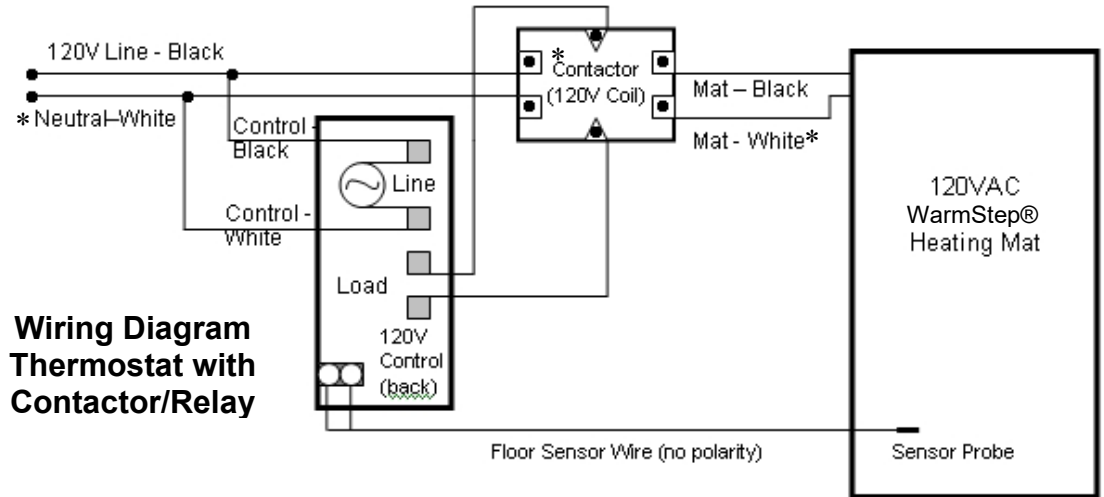 120V Line - Black
*Neutral–White
Control -
Black
Line
Control -
White
Load
120V
Control
(back)
*
Contactor
(120V Coil)
Mat – Black
Mat - White*
120VAC
WarmStep®
Heating Mat
Wiring Diagram
Thermostat with
Contactor/Relay
Floor Sensor Wire (no polarity)
Sensor Probe